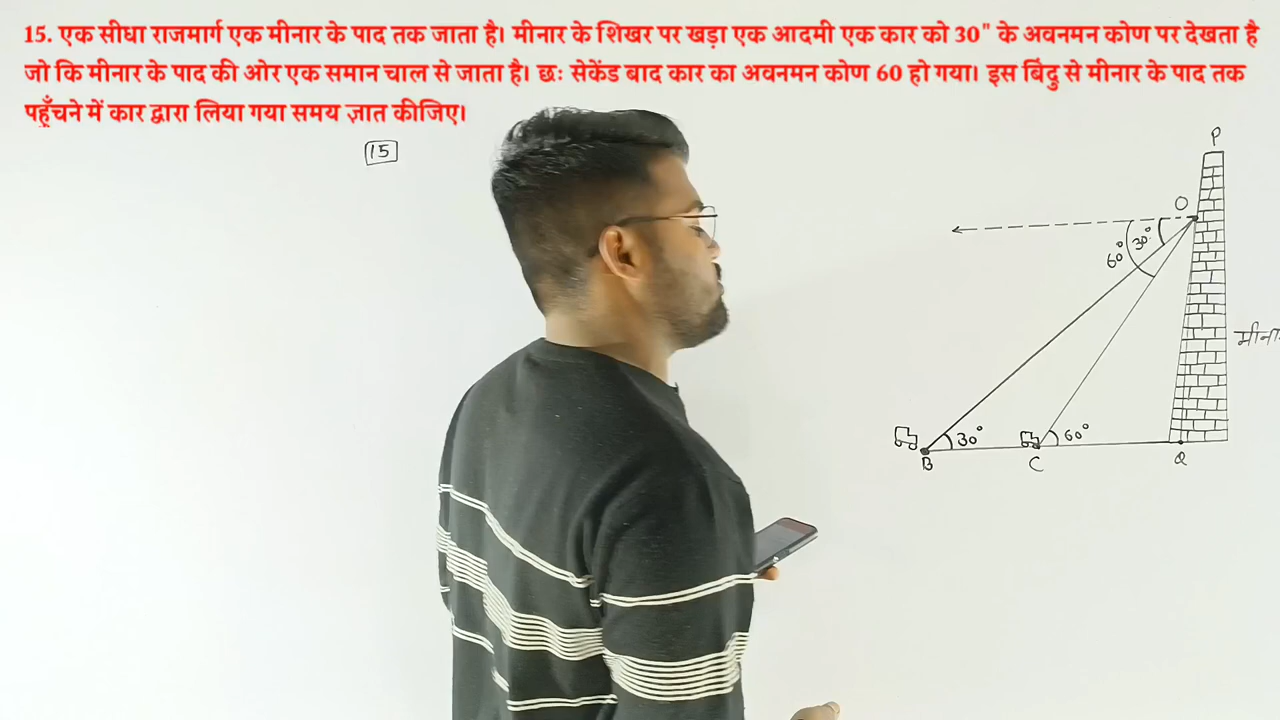 15. एक सीधा राजमार्ग एक मीनार के पाद तक जाता है। मीनार के शिखर पर खड़ा एक आदमी एक कार को 30" के अवनमन कोण पर देखता है
जो कि मीनार के पाद की ओर एक समान चाल से जाता है। छः सेकेंड बाद कार का अवनमन कोण 60 हो गया। इस बिंदु से मीनार के पाद तक
पहुँचने में कार द्वारा लिया गया समय ज़ात कीजिए।
15
P
O
30°
60°
मीना
30°
60°
B
C
Q